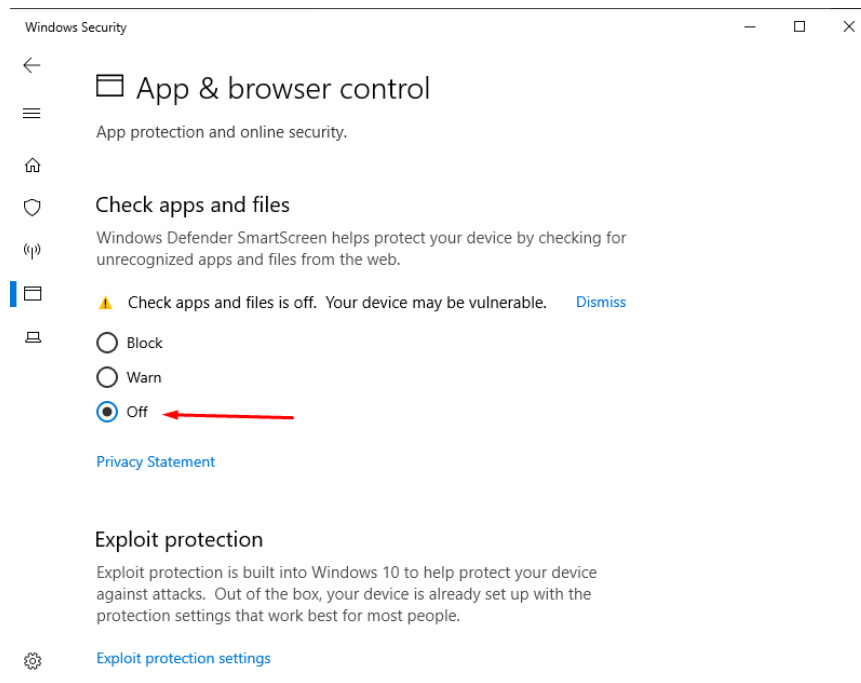 Windows Security
App & browser control
App protection and online security.
Check apps and files
Windows Defender SmartScreen helps protect your device by checking for
unrecognized apps and files from the web.
Check apps and files is off. Your device may be vulnerable. Dismiss
Block
Warn
Off
Privacy Statement
Exploit protection
Exploit protection is built into Windows 10 to help protect your device
against attacks. Out of the box, your device is already set up with the
protection settings that work best for most people.
Exploit protection settings